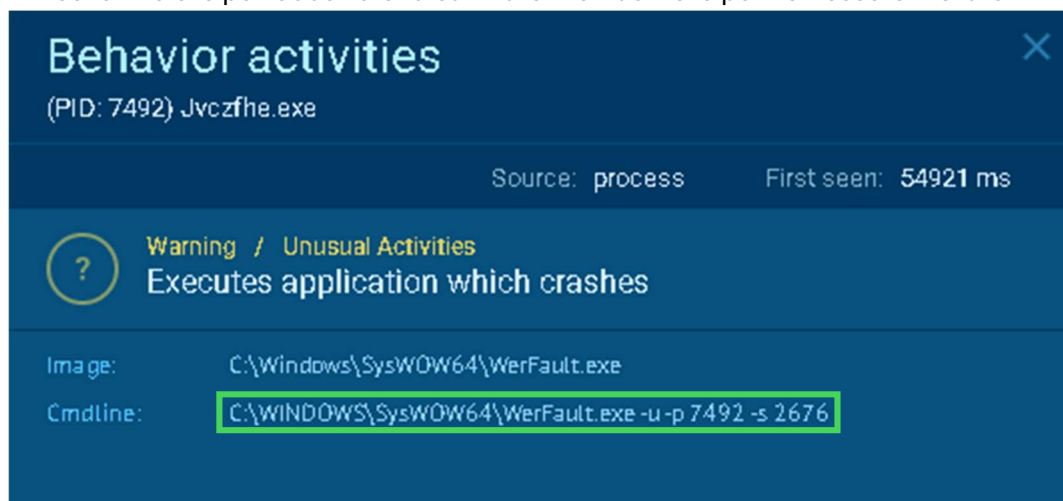 Behavior activities
(PID: 7492) Jvczfhe.exe
Source: process First seen: 54921 ms
?
Warning / Unusual Activities
Executes application which crashes
Image: C:\Windows\SysWOW64\WerFault.exe
Cmdline: C:\WINDOWS\SysWOW64\WerFault.exe -u -p 7492 -s 2676